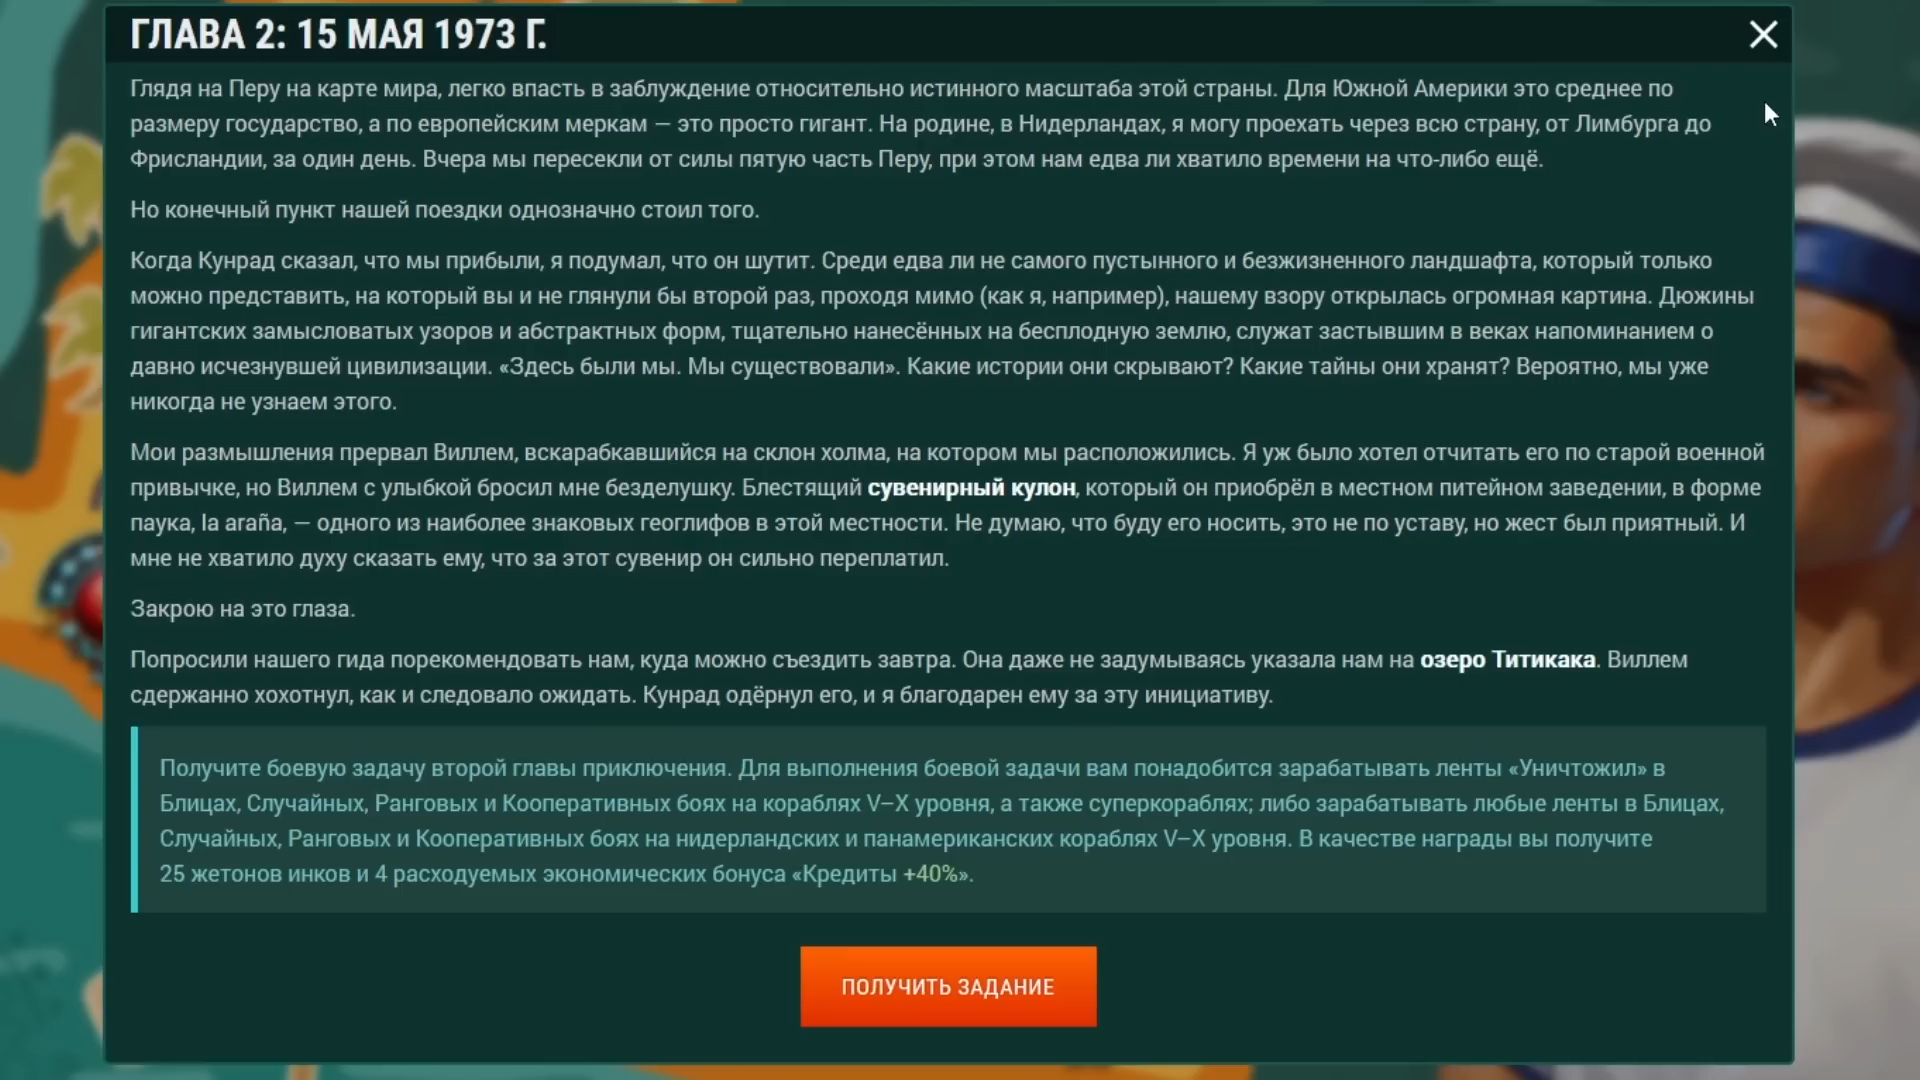 ГЛАВА 2: 15 МАЯ 1973 Г.
Глядя на Перу на карте мира, легко впасть в заблуждение относительно истинного масштаба этой страны. Для Южной Америки это среднее по
размеру государство, а по европейским меркам — это просто гигант. На родине, в Нидерландах, я могу проехать через всю страну, от Лимбурга до
Фрисландии, за один день. Вчера мы пересекли от силы пятую часть Перу, при этом нам едва ли хватило времени на что-либо ещё.
Но конечный пункт нашей поездки однозначно стоил того.
Когда Кунрад сказал, что мы прибыли, я подумал, что он шутит. Среди едва ли не самого пустынного и безжизненного ландшафта, который только
можно представить, на который вы и не глянули бы второй раз, проходя мимо (как я, например), нашему взору открылась огромная картина. Дюжины
гигантских замысловатых узоров и абстрактных форм, тщательно нанесённых на бесплодную землю, служат застывшим в веках напоминанием о
давно исчезнувшей цивилизации. «Здесь были мы. Мы существовали». Какие истории они скрывают? Какие тайны они хранят? Вероятно, мы уже
никогда не узнаем этого.
Мои размышления прервал Виллем, вскарабкавшийся на склон холма, на котором мы расположились. Я уж было хотел отчитать его по старой военной
привычке, но Виллем с улыбкой бросил мне безделушку. Блестящий сувенирный кулон, который он приобрёл в местном питейном заведении, в форме
паука, la araña, — одного из наиболее знаковых геоглифов в этой местности. Не думаю, что буду его носить, это не по уставу, но жест был приятный. И
мне не хватило духу сказать ему, что за этот сувенир он сильно переплатил.
Закрою на это глаза.
Попросили нашего гида порекомендовать нам, куда можно съездить завтра. Она даже не задумываясь указала нам на озеро Титикака. Виллем
сдержанно хохотнул, как и следовало ожидать. Кунрад одёрнул его, и я благодарен ему за эту инициативу.
Получите боевую задачу второй главы приключения. Для выполнения боевой задачи вам понадобится зарабатывать ленты «Уничтожил» в
Блицах, Случайных, Ранговых и Кооперативных боях на кораблях V–X уровня, а также суперкораблях; либо зарабатывать любые ленты в Блицах,
Случайных, Ранговых и Кооперативных боях на нидерландских и панамериканских кораблях V–X уровня. В качестве награды вы получите
25 жетонов инков и 4 расходуемых экономических бонуса «Кредиты +40%».
ПОЛУЧИТЬ ЗАДАНИЕ